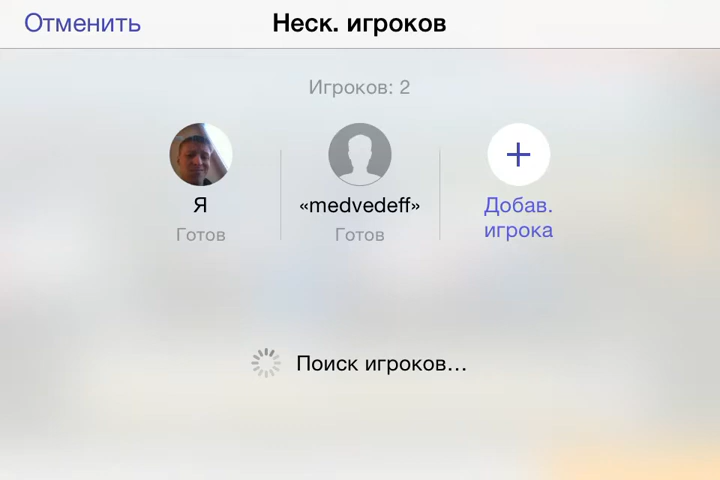 Отменить
Неск. игроков
Игроков: 2
Я
Готов
«medvedeff»
Готов
Добав.
игрока
Поиск игроков...